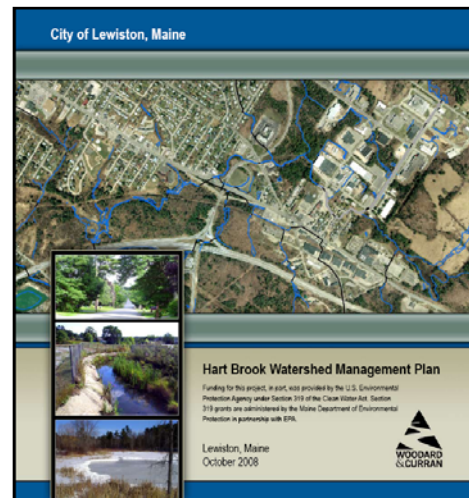 City of Lewiston, Maine
Hart Brook Watershed Management Plan
Funding for this project, in part, was provided by the U.S. Environmental
Protection Agency under Section 319 of the Clean Water Act. Section
319 grants are administered by the Maine Department of Environmental
Protection in partnership with EPA.
Lewiston, Maine
October 2008
WOODARD
&CURRAN